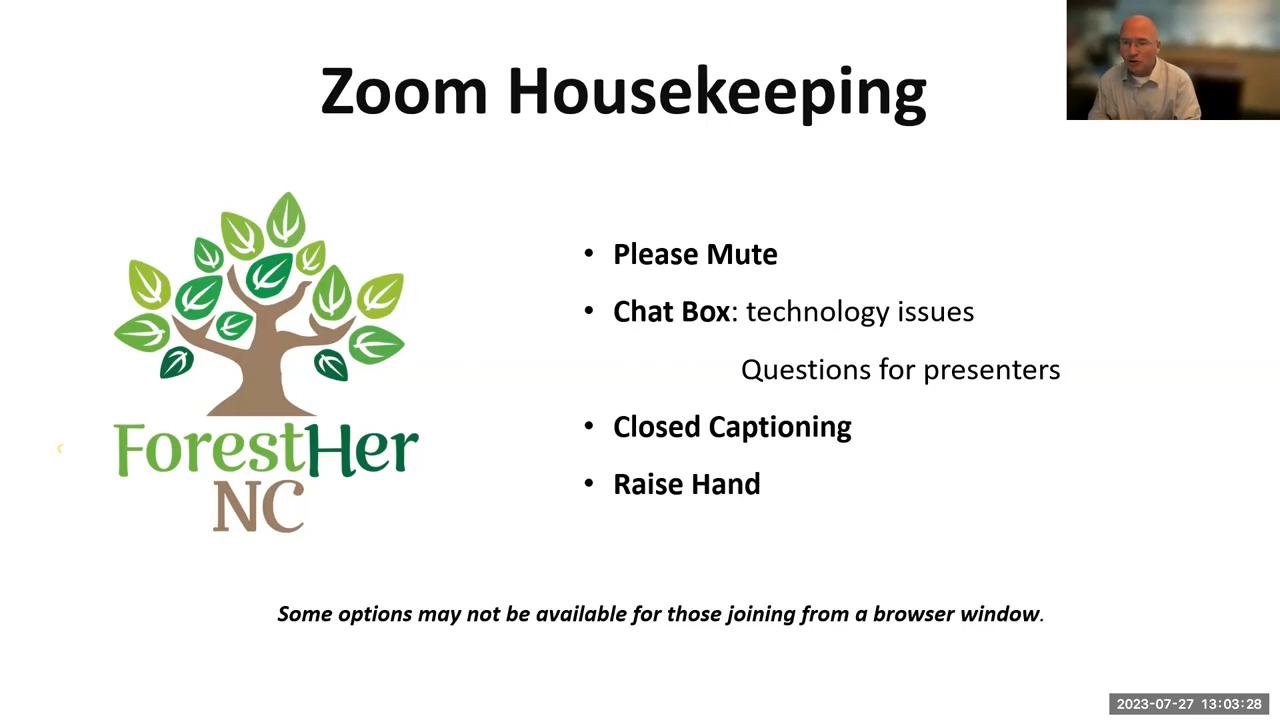 Zoom Housekeeping
• Please Mute
• Chat Box: technology issues
Questions for presenters
• Closed Captioning
• Raise Hand
ForestHer
NC
Some options may not be available for those joining from a browser window.
2023-07-27 13:03:28